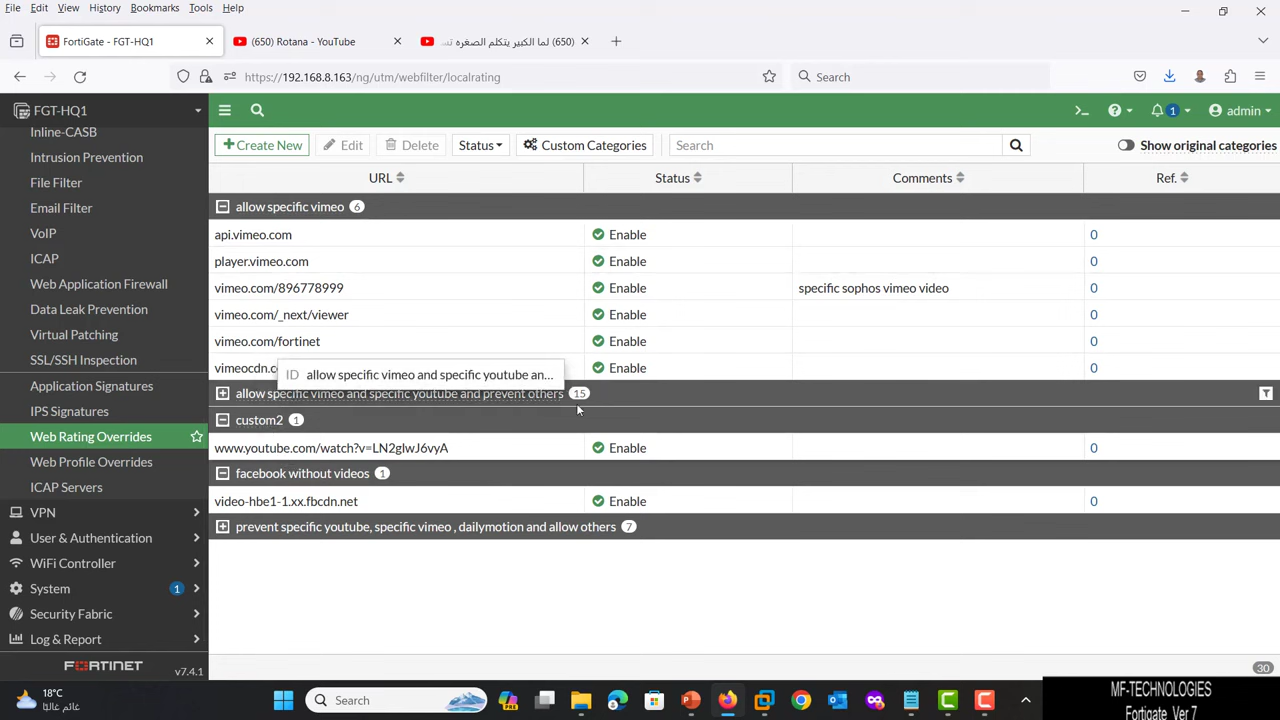 File Edit View History Bookmarks Tools Help
FortiGate - FGT-HQ1
(650) Rotana - YouTube
(650) لما الكبير يتكلم الصغره تس
https://192.168.8.163/ng/utm/webfilter/localrating
Search
FGT-HQ1
admin
1
Inline-CASB
Intrusion Prevention
File Filter
Email Filter
VoIP
ICAP
Web Application Firewall
Data Leak Prevention
Virtual Patching
SSL/SSH Inspection
Application Signatures
IPS Signatures
Web Rating Overrides
Web Profile Overrides
ICAP Servers
VPN
User & Authentication
WiFi Controller
System 1
Security Fabric
Log & Report
FORTINET v7.4.1
Create New Edit Delete Status Custom Categories Search Show original categories
URL Status Comments Ref.
allow specific vimeo 6
api.vimeo.com Enable 0
player.vimeo.com Enable 0
vimeo.com/896778999 Enable specific sophos vimeo video 0
vimeo.com/_next/viewer Enable 0
vimeo.com/fortinet Enable 0
vimeocdn.c Enable 0
ID allow specific vimeo and specific youtube an...
allow specific vimeo and specific youtube and prevent others 15
custom2 1
www.youtube.com/watch?v=LN2glwJ6vyA Enable 0
facebook without videos 1
video-hbe1-1.xx.fbcdn.net Enable 0
prevent specific youtube, specific vimeo , dailymotion and allow others 7
30
18°C
غائم غالبًا
Search
MF-TECHNOLOGIES
Fortigate Ver 7